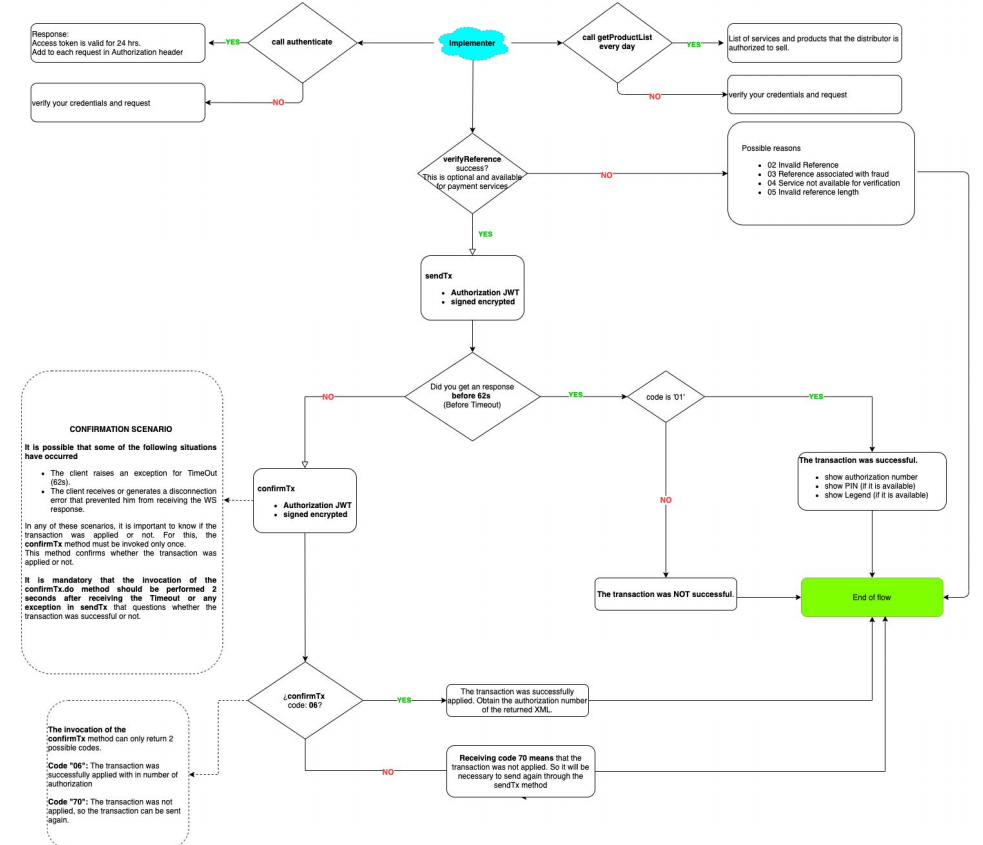 Response:
Access token is valid for 24 hrs.
Add to each request in Authorization header
YES
call authenticate
Implementer
call getProductList
every day
YES
List of services and products that the distributor is
authorized to sell.
verify your credentials and request
NO
NO
verify your credentials and request
verifyReference
success?
This is optional and available
for payment services
NO
Possible reasons
• 02 Invalid Reference
• 03 Reference associated with fraud
• 04 Service not available for verification
• 05 Invalid reference length
YES
sendTx
• Authorization JWT
• signed encrypted
Did you get an response
before 62s
(Before Timeout)
NO
YES
code is '01'
YES
CONFIRMATION SCENARIO
It is possible that some of the following situations
have occurred
• The client raises an exception for TimeOut
(62s).
• The client receives or generates a disconnection
error that prevented him from receiving the WS
response.
In any of these scenarios, it is important to know if the
transaction was applied or not. For this, the
confirmTx method must be invoked only once.
This method confirms whether the transaction was
applied or not.
It is mandatory that the invocation of the
confirmTx.do method should be performed 2
seconds after receiving the Timeout or any
exception in sendTx that questions whether the
transaction was successful or not.
confirmTx
• Authorization JWT
• signed encrypted
NO
The transaction was successful.
• show authorization number
• show PIN (if it is available)
• show Legend (if it is available)
The transaction was NOT successful.
End of flow
¿confirmTx
code: 06?
YES
The transaction was successfully
applied. Obtain the authorization number
of the returned XML.
The invocation of the
confirmTx method can only return 2
possible codes.
Code "06": The transaction was
successfully applied with in number of
authorization
Code "70": The transaction was not
applied, so the transaction can be sent
again.
NO
Receiving code 70 means that the
transaction was not applied. So it will be
necessary to send again through the
sendTx method